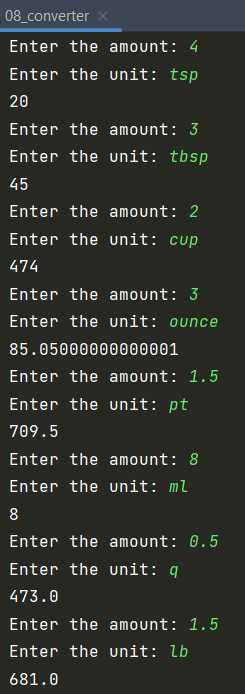 08_converter ×
Enter the amount: 4
Enter the unit: tsp
20
Enter the amount: 3
Enter the unit: tbsp
45
Enter the amount: 2
Enter the unit: cup
474
Enter the amount: 3
Enter the unit: ounce
85.05000000000001
Enter the amount: 1.5
Enter the unit: pt
709.5
Enter the amount: 8
Enter the unit: ml
8
Enter the amount: 0.5
Enter the unit: q
473.0
Enter the amount: 1.5
Enter the unit: lb
681.0